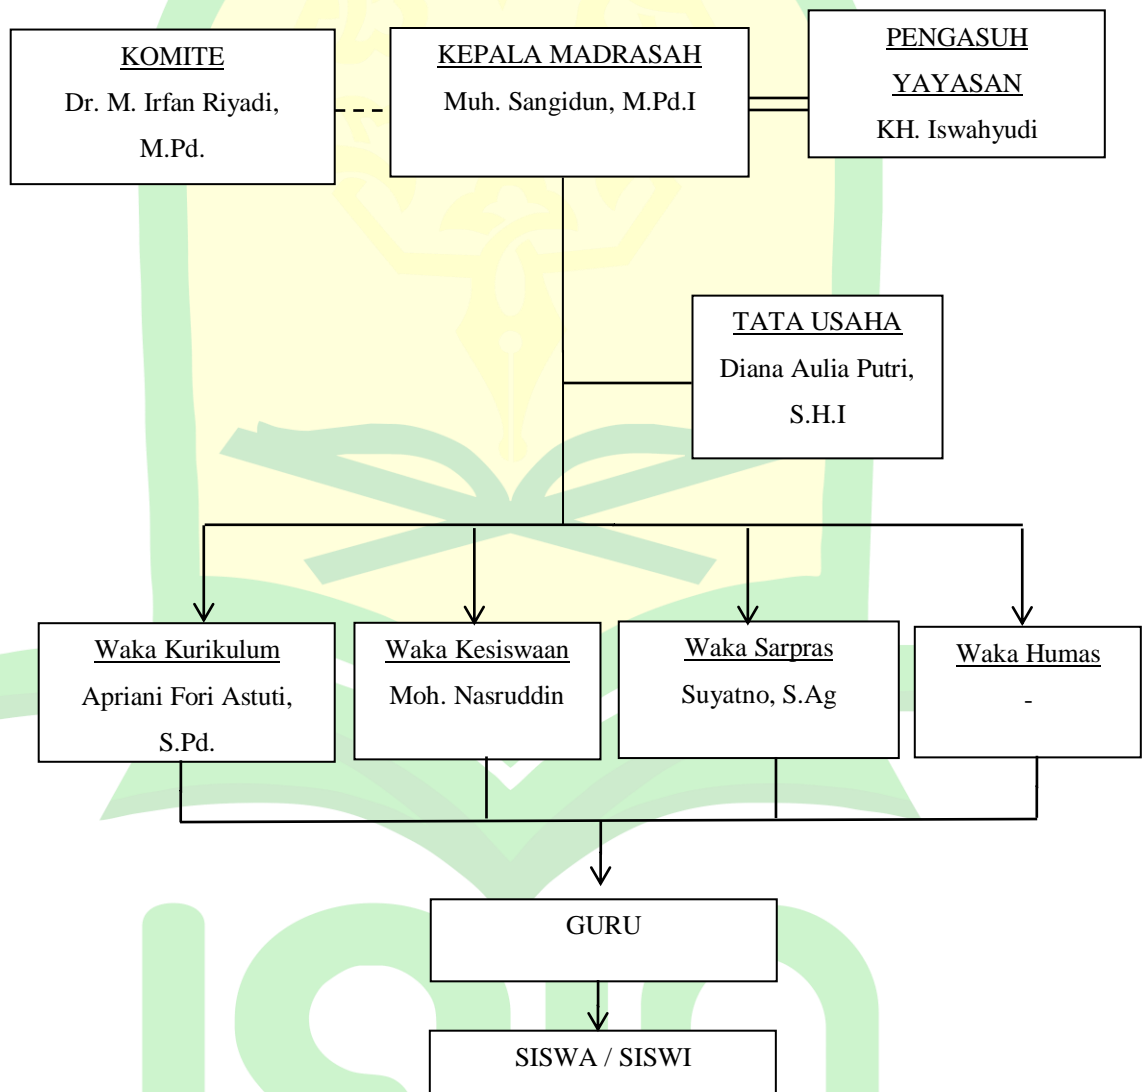 KOMITE
Dr. M. Irfan Riyadi,
M.Pd.
KEPALA MADRASAH
Muh. Sangidun, M.Pd.I
PENGASUH
YAYASAN
KH. Iswahyudi
TATA USAHA
Diana Aulia Putri,
S.H.I
Waka Kurikulum
Apriani Fori Astuti,
S.Pd.
Waka Kesiswaan
Moh. Nasruddin
Waka Sarpras
Suyatno, S.Ag
Waka Humas
-
GURU
SISWA / SISWI